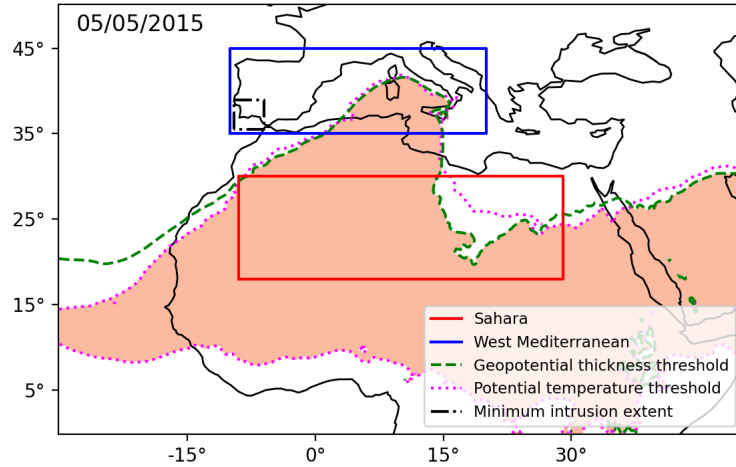 05/05/2015
45°
35°
25°
15°
5°
-15°
0°
15°
30°
Sahara
West Mediterranean
Geopotential thickness threshold
Potential temperature threshold
Minimum intrusion extent